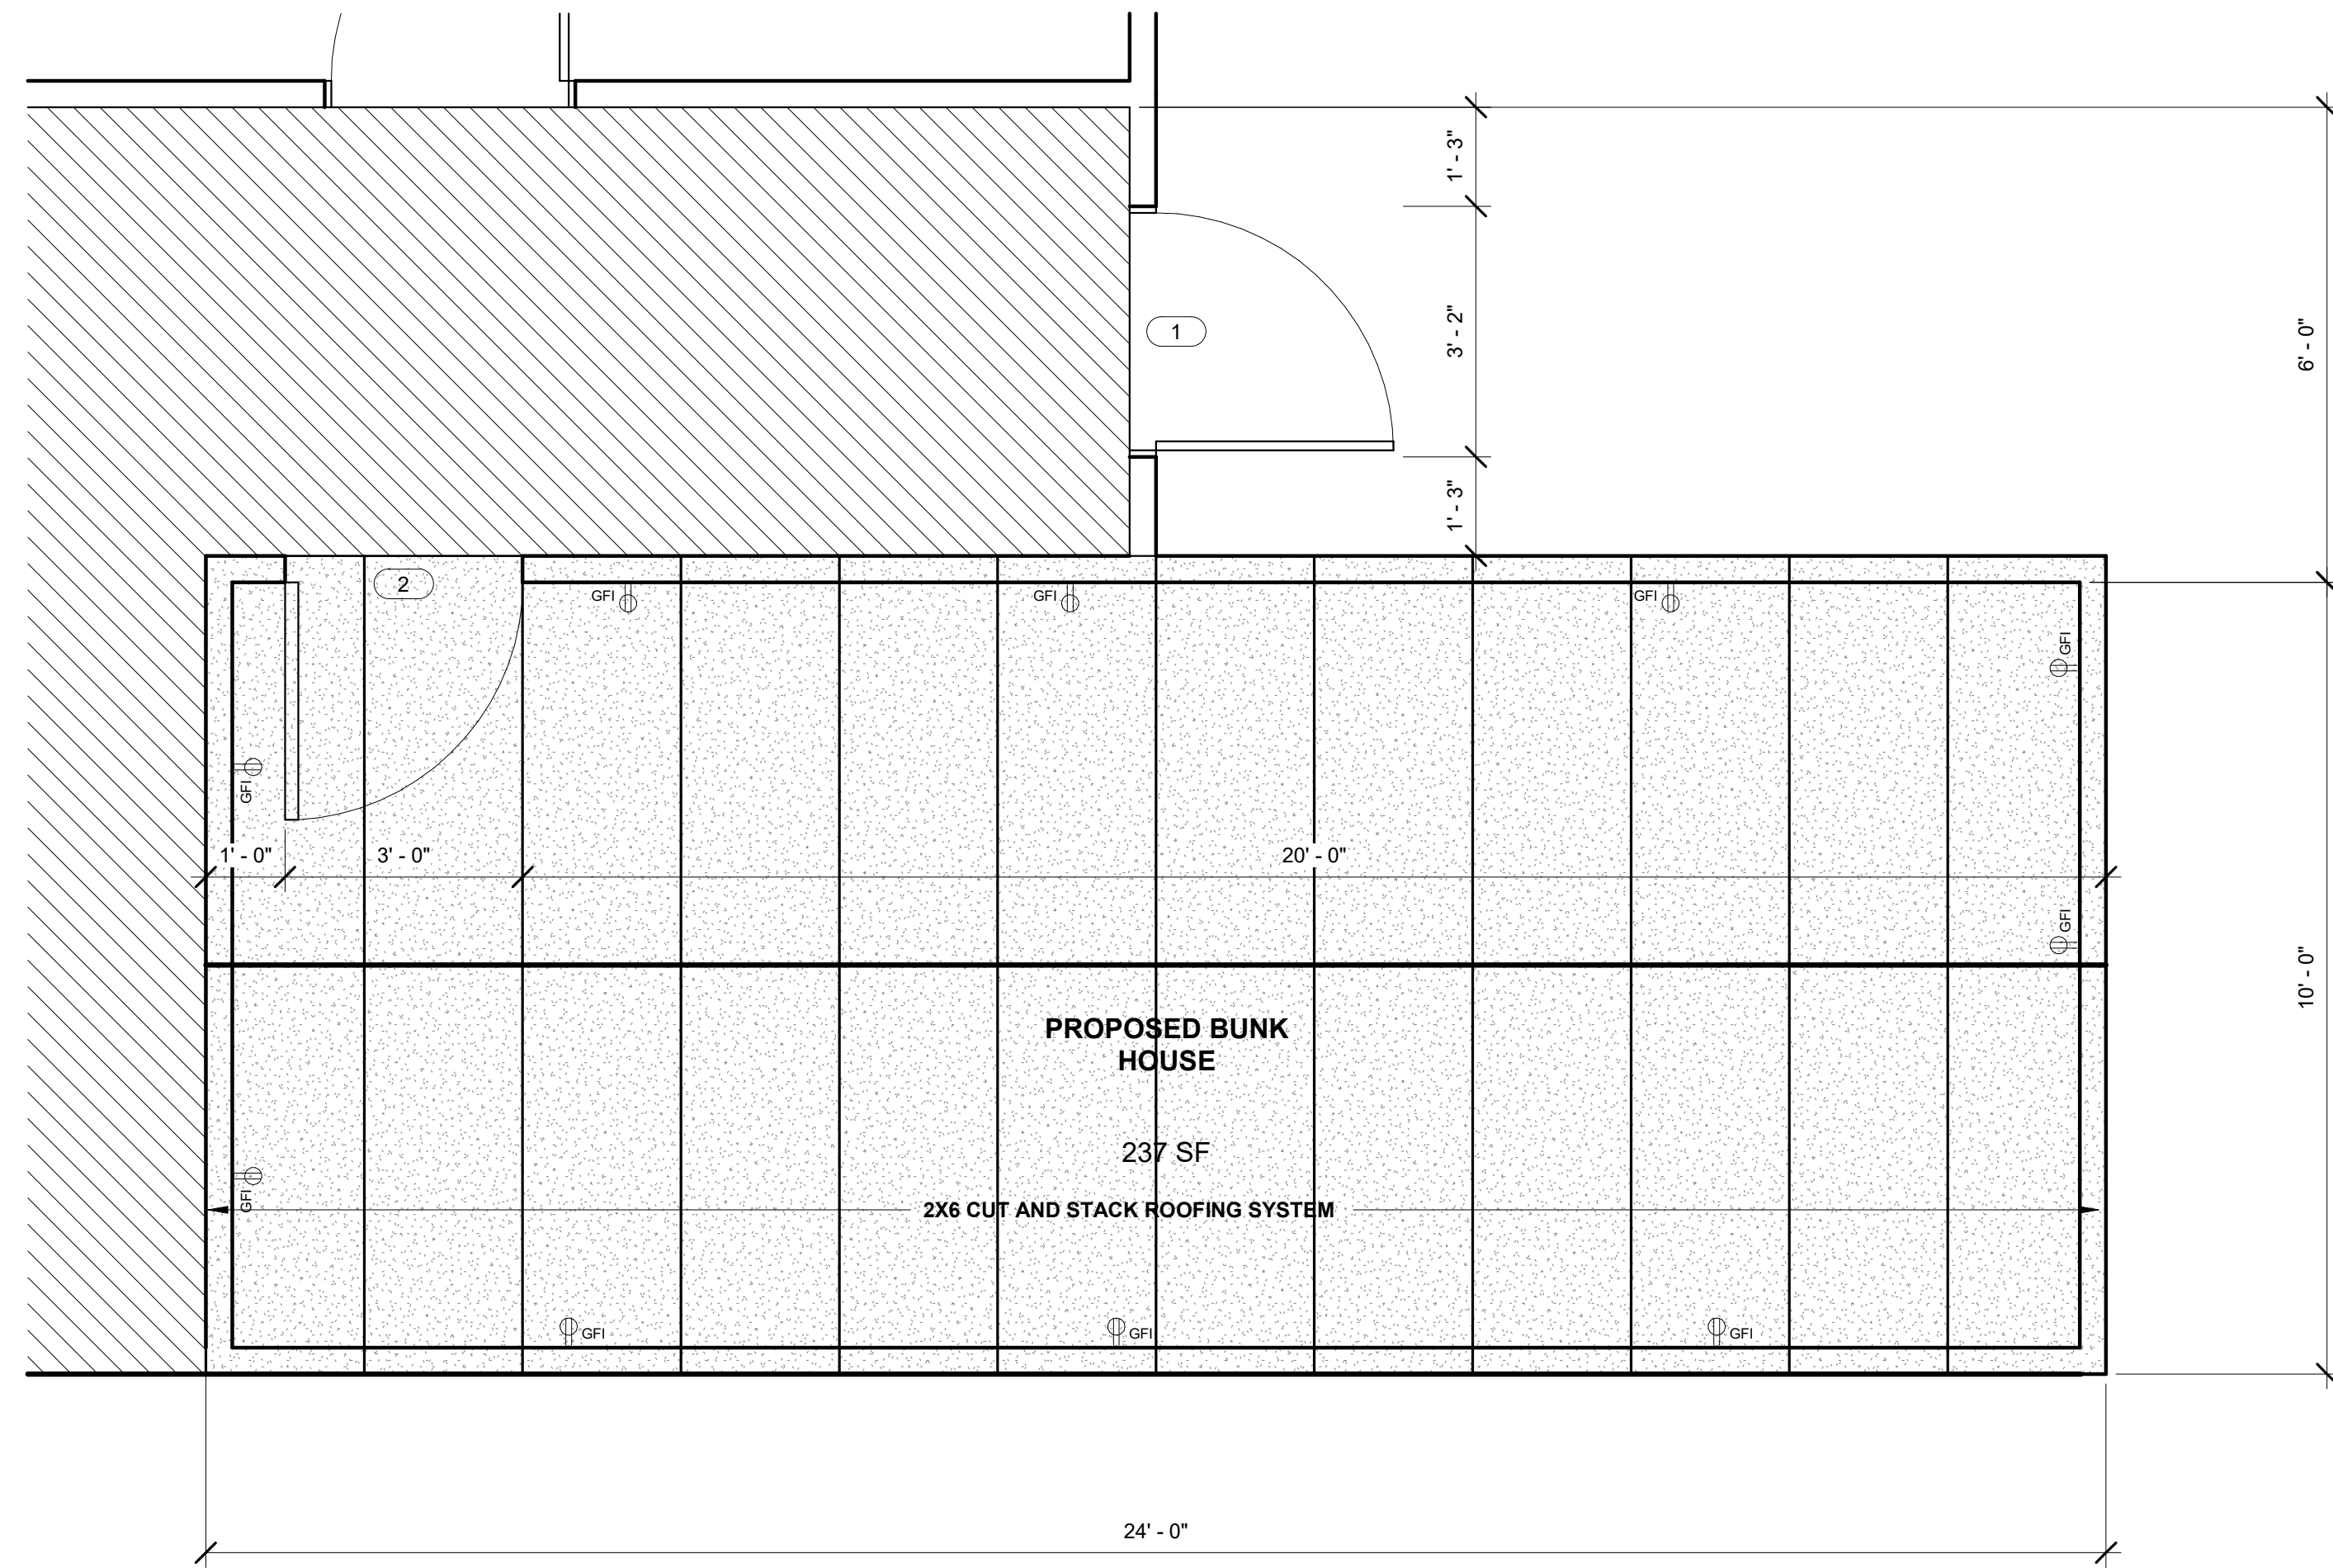 1' - 3"
3' - 2"
1' - 3"
6' - 0"
1
2
GFI
GFI
GFI
GFI
GFI
1' - 0"
3' - 0"
20' - 0"
GFI
10' - 0"
PROPOSED BUNK
HOUSE
237 SF
GFI
2X6 CUT AND STACK ROOFING SYSTEM
GFI
GFI
GFI
24' - 0"